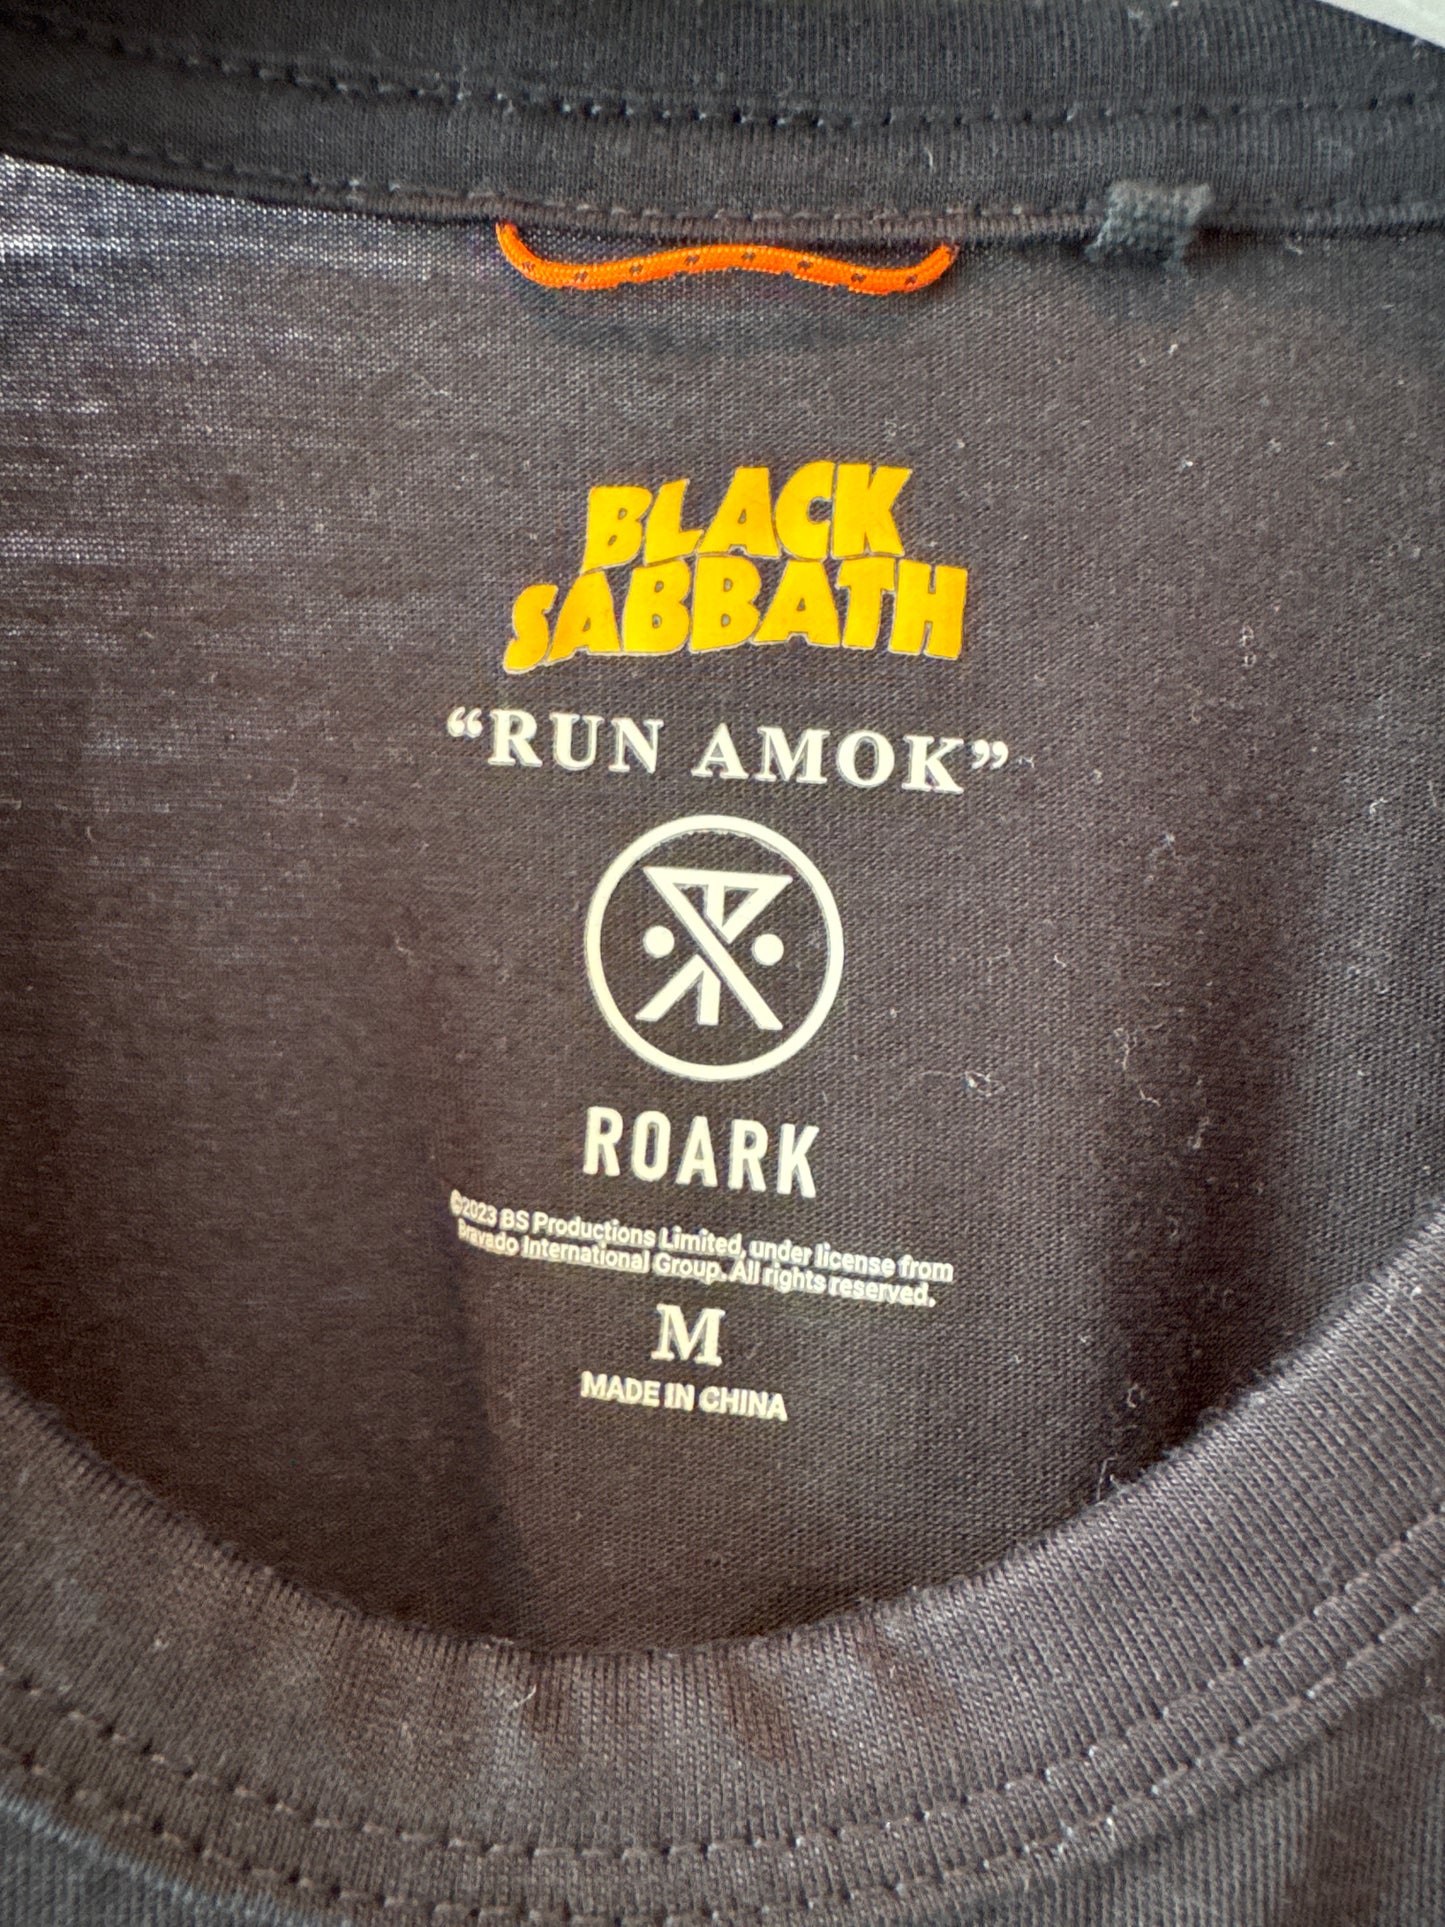 BLACK
SABBATH
“RUN AMOK”
ROARK
©2023 BS Productions Limited, under license from
Bravado International Group. All rights reserved.
M
MADE IN CHINA